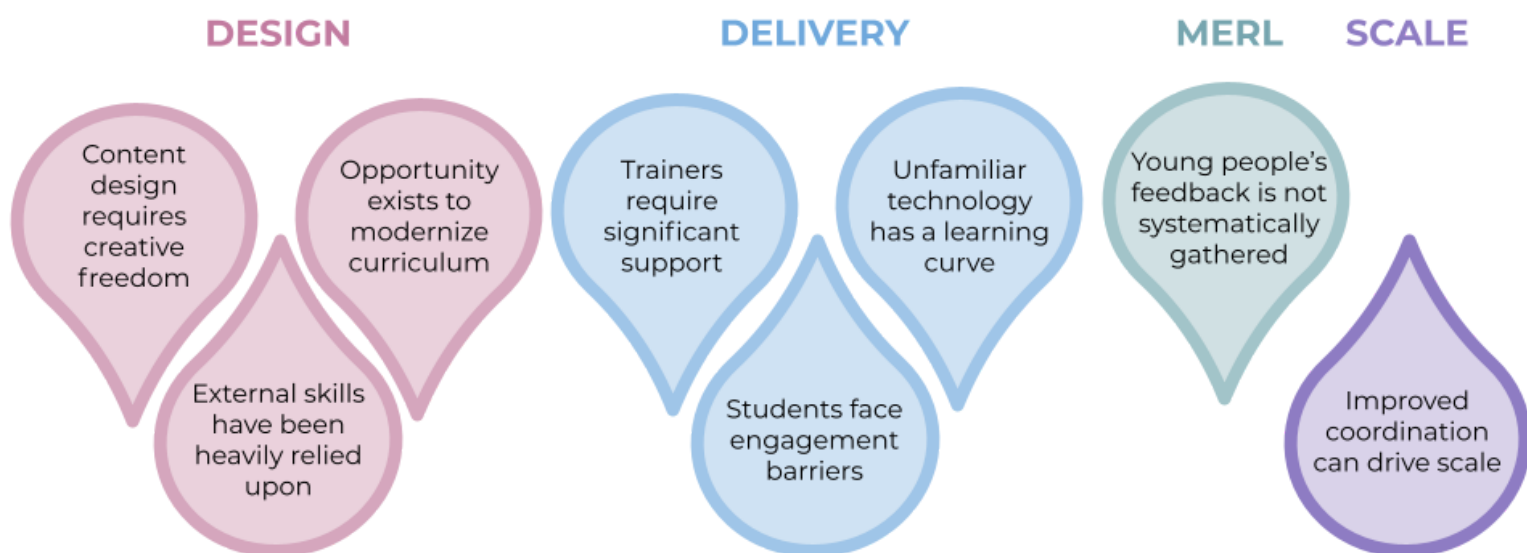 DESIGN
Content
design
requires
creative
freedom
External skills
have been
heavily relied
upon
Opportunity
exists to
modernize
curriculum
DELIVERY
Trainers
require
significant
support
Students face
engagement
barriers
Unfamiliar
technology
has a learning
curve
MERL
Young people’s
feedback is not
systematically
gathered
SCALE
Improved
coordination
can drive scale